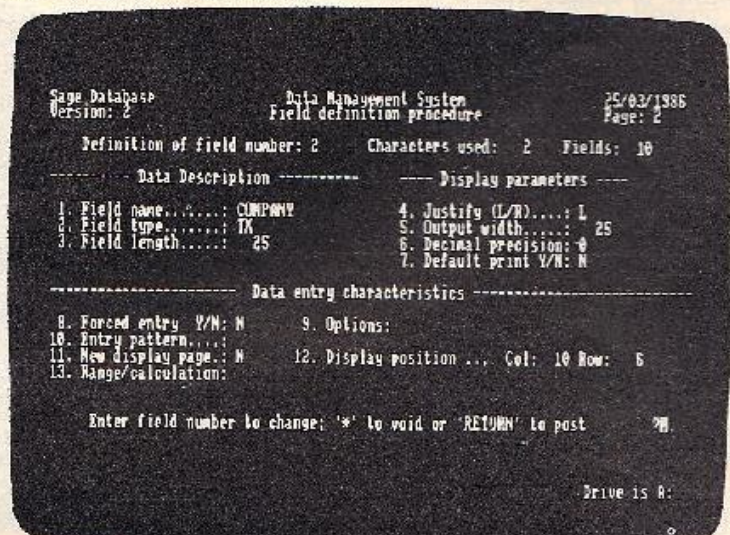 Sage Database Data Management System 25/03/1986
Version: 2 Field definition procedure Page: 2
Definition of field number: 2 Characters used: 2 Fields: 10
--------- Data Description ---------- ---- Display parameters ----
1. Field name.......: COMPANY 4. Justify (L/R)....: L
2. Field type.......: TX 5. Output width.....: 25
3. Field length.....: 25 6. Decimal precision: 0
7. Default print Y/N: N
---------------------- Data entry characteristics --------------------------
8. Forced entry Y/N: N 9. Options:
10. Entry pattern....:
11. New display page.: N 12. Display position ... Col: 10 Row: 6
13. Range/calculation:
Enter field number to change; '*' to void or 'RETURN' to post
Drive is A: